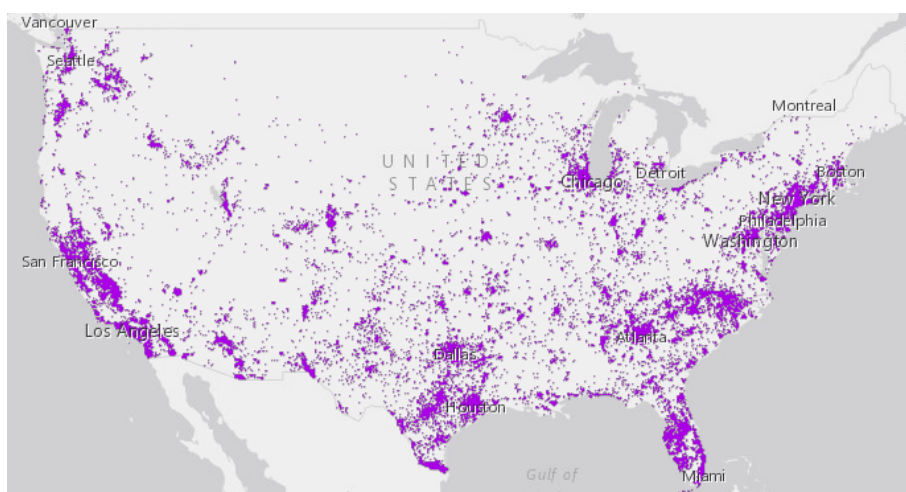 Vancouver
Seattle
Montreal
UNITED
STATES
Detroit
Boston
Chicago
New York
Philadelphia
Washington
San Francisco
Los Angeles
Atlanta
Dallas
Houston
Miami
Gulf of